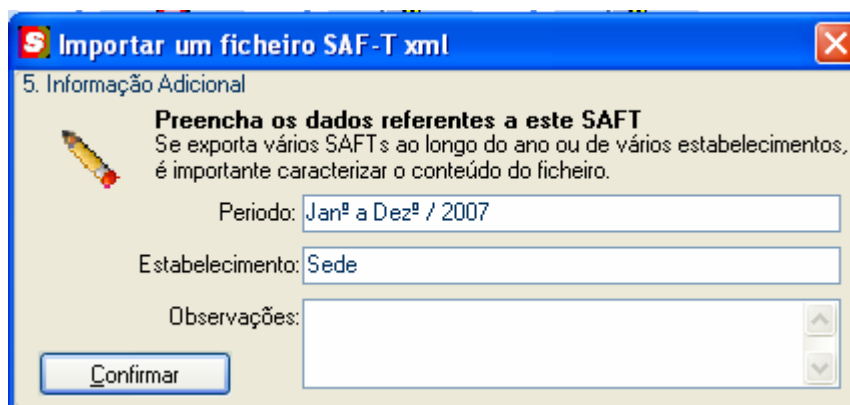 S Importar um ficheiro SAF-T xml
5. Informação Adicional
Preencha os dados referentes a este SAFT
Se exporta vários SAFTs ao longo do ano ou de vários estabelecimentos,
é importante caracterizar o conteúdo do ficheiro.
Periodo: Janº a Dezº / 2007
Estabelecimento: Sede
Observações:
Confirmar